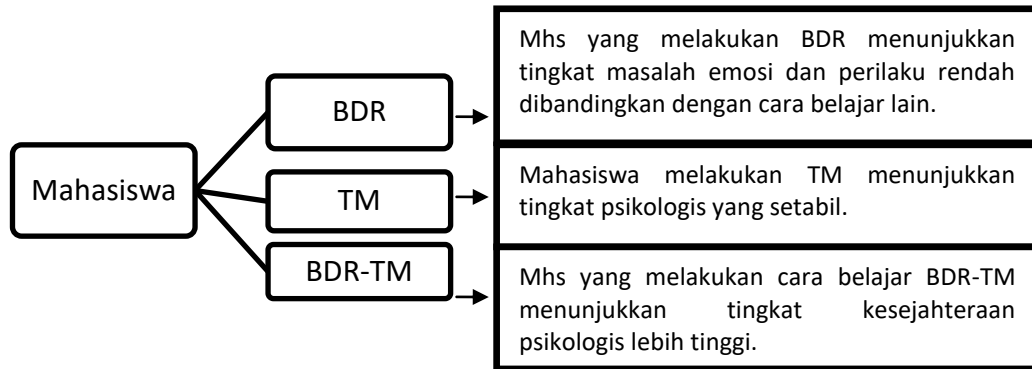 Mahasiswa
BDR
TM
BDR-TM
Mhs yang melakukan BDR menunjukkan
tingkat masalah emosi dan perilaku rendah
dibandingkan dengan cara belajar lain.
Mahasiswa melakukan TM menunjukkan
tingkat psikologis yang setabil.
Mhs yang melakukan cara belajar BDR-TM
menunjukkan tingkat kesejahteraan
psikologis lebih tinggi.